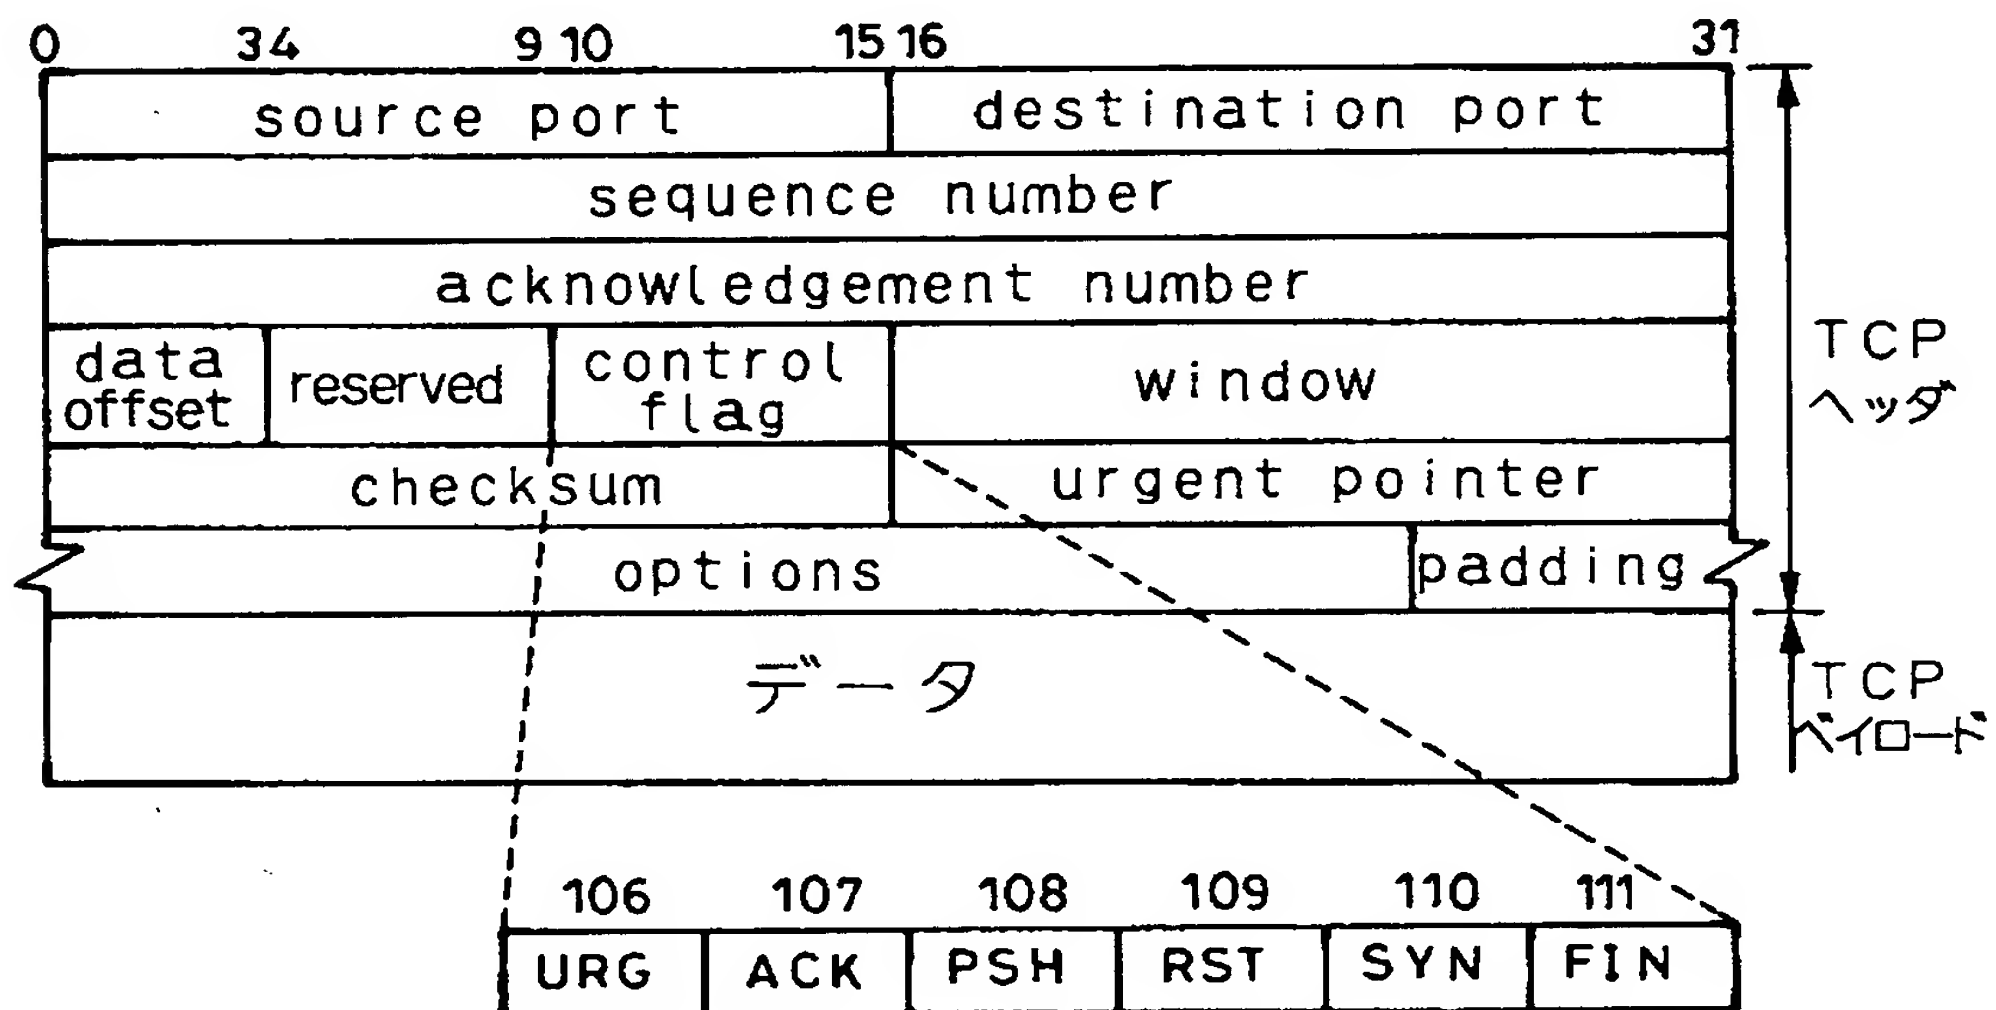 0 34 9 10 15 16 31
source port destination port
sequence number
acknowledgement number
data offset reserved control flag window
TCP ヘッダ
checksum urgent pointer
options padding
データ
TCP ペイロード
106 107 108 109 110 111
URG ACK PSH RST SYN FIN